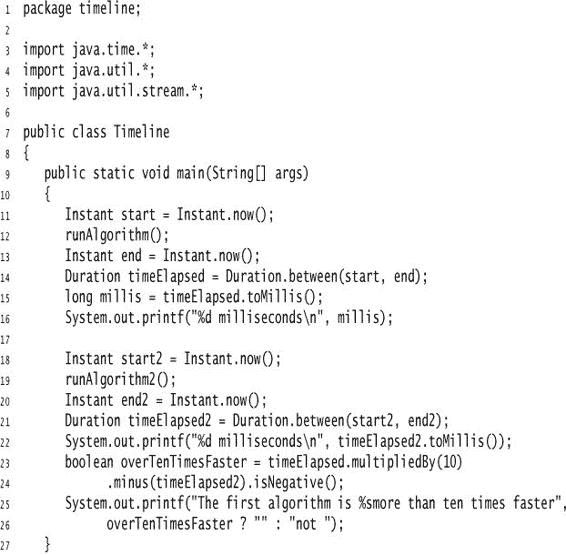 1 package timeline;
2
3 import java.time.*;
4 import java.util.*;
5 import java.util.stream.*;
6
7 public class Timeline
8 {
9    public static void main(String[] args)
10    {
11       Instant start = Instant.now();
12       runAlgorithm();
13       Instant end = Instant.now();
14       Duration timeElapsed = Duration.between(start, end);
15       long millis = timeElapsed.toMillis();
16       System.out.printf("%d milliseconds\n", millis);
17
18       Instant start2 = Instant.now();
19       runAlgorithm2();
20       Instant end2 = Instant.now();
21       Duration timeElapsed2 = Duration.between(start2, end2);
22       System.out.printf("%d milliseconds\n", timeElapsed2.toMillis());
23       boolean overTenTimesFaster = timeElapsed.multipliedBy(10)
24             .minus(timeElapsed2).isNegative();
25       System.out.printf("The first algorithm is %smore than ten times faster",
26             overTenTimesFaster ? "" : "not ");
27    }